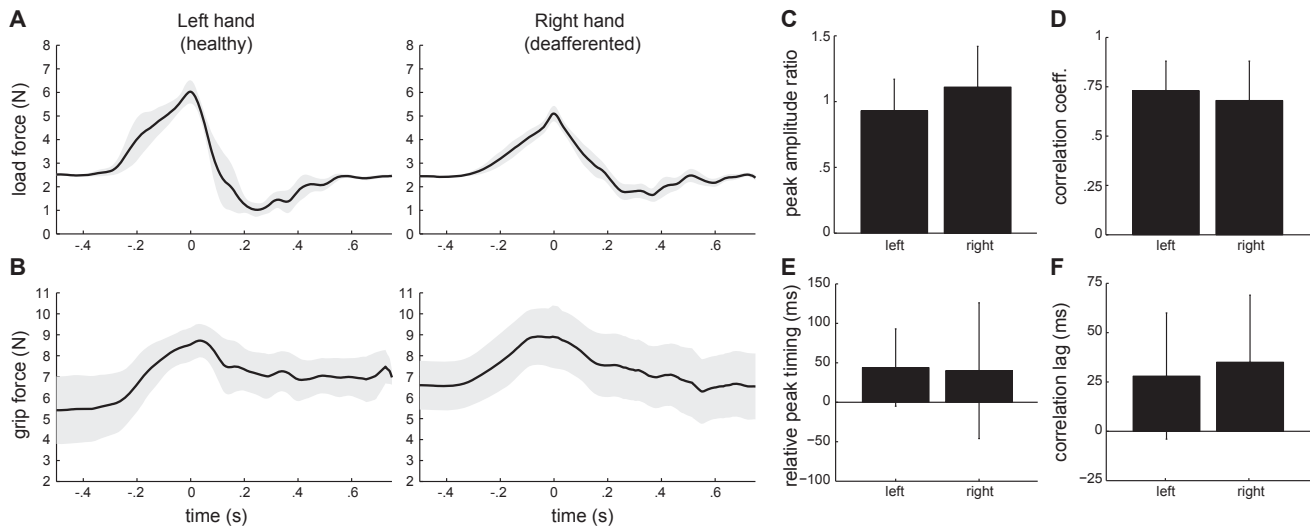 A
Left hand
(healthy)
Right hand
(deafferented)
load force (N)
8
7
6
5
4
3
2
1
0
-.4 -.2 0 .2 .4 .6
8
7
6
5
4
3
2
1
0
-.4 -.2 0 .2 .4 .6
B
grip force (N)
11
10
9
8
7
6
5
4
3
2
-.4 -.2 0 .2 .4 .6
time (s)
11
10
9
8
7
6
5
4
3
2
-.4 -.2 0 .2 .4 .6
time (s)
C
peak amplitude ratio
1.5
1
.5
0
left right
D
correlation coeff.
1
.75
.5
.25
0
left right
E
relative peak timing (ms)
150
100
50
0
−50
−100
left right
F
correlation lag (ms)
75
50
25
0
−25
left right